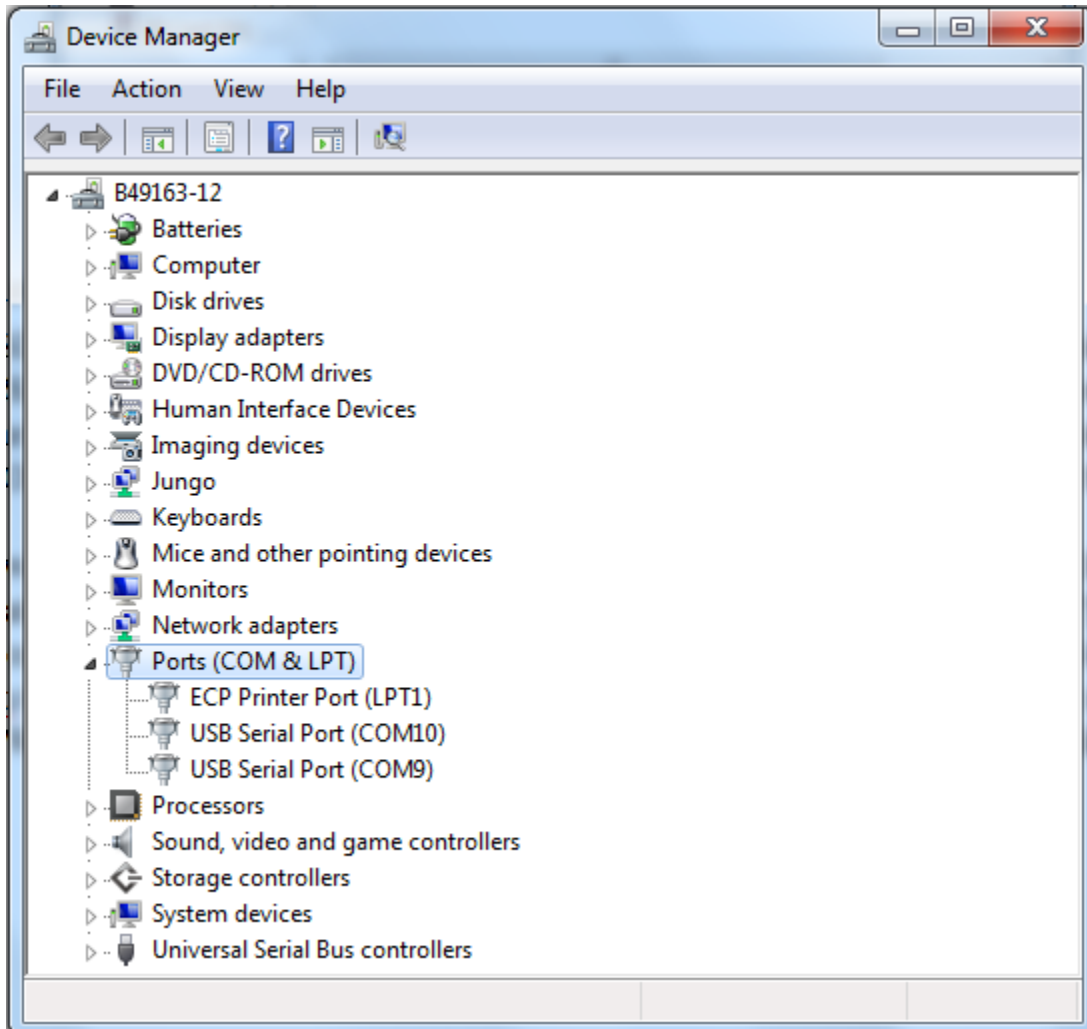 Device Manager
File Action View Help
B49163-12
Batteries
Computer
Disk drives
Display adapters
DVD/CD-ROM drives
Human Interface Devices
Imaging devices
Jungo
Keyboards
Mice and other pointing devices
Monitors
Network adapters
Ports (COM & LPT)
ECP Printer Port (LPT1)
USB Serial Port (COM10)
USB Serial Port (COM9)
Processors
Sound, video and game controllers
Storage controllers
System devices
Universal Serial Bus controllers